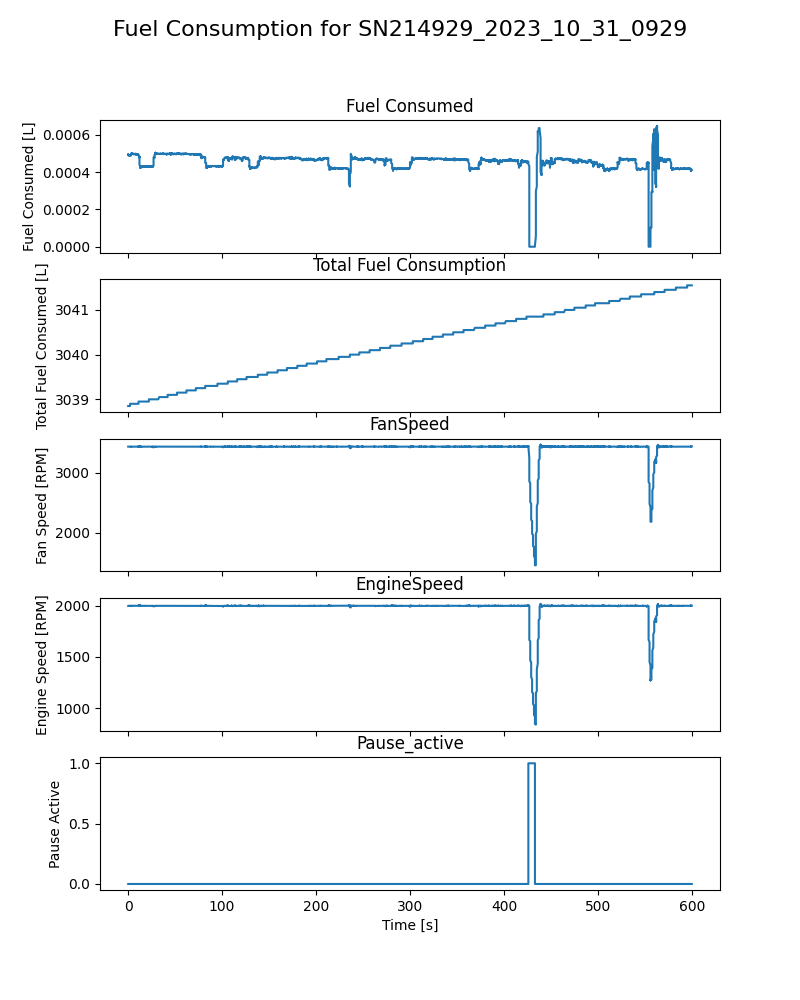 Fuel Consumption for SN214929_2023_10_31_0929
Fuel Consumed
Fuel Consumed [L]
0.0006
0.0004
0.0002
0.0000
Total Fuel Consumption
Total Fuel Consumed [L]
3041
3040
3039
FanSpeed
Fan Speed [RPM]
3000
2000
EngineSpeed
Engine Speed [RPM]
2000
1500
1000
Pause_active
Pause Active
1.0
0.5
0.0
0 100 200 300 400 500 600
Time [s]